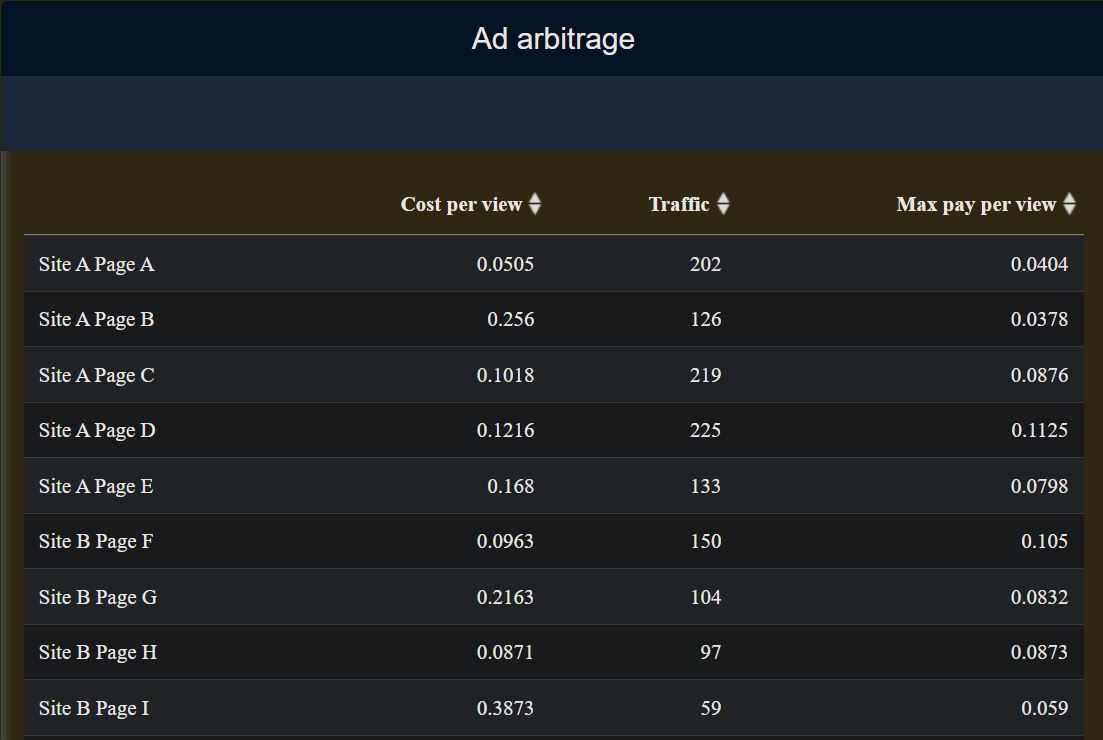 Ad arbitrage
Cost per view Traffic Max pay per view
Site A Page A 0.0505 202 0.0404
Site A Page B 0.256 126 0.0378
Site A Page C 0.1018 219 0.0876
Site A Page D 0.1216 225 0.1125
Site A Page E 0.168 133 0.0798
Site B Page F 0.0963 150 0.105
Site B Page G 0.2163 104 0.0832
Site B Page H 0.0871 97 0.0873
Site B Page I 0.3873 59 0.059